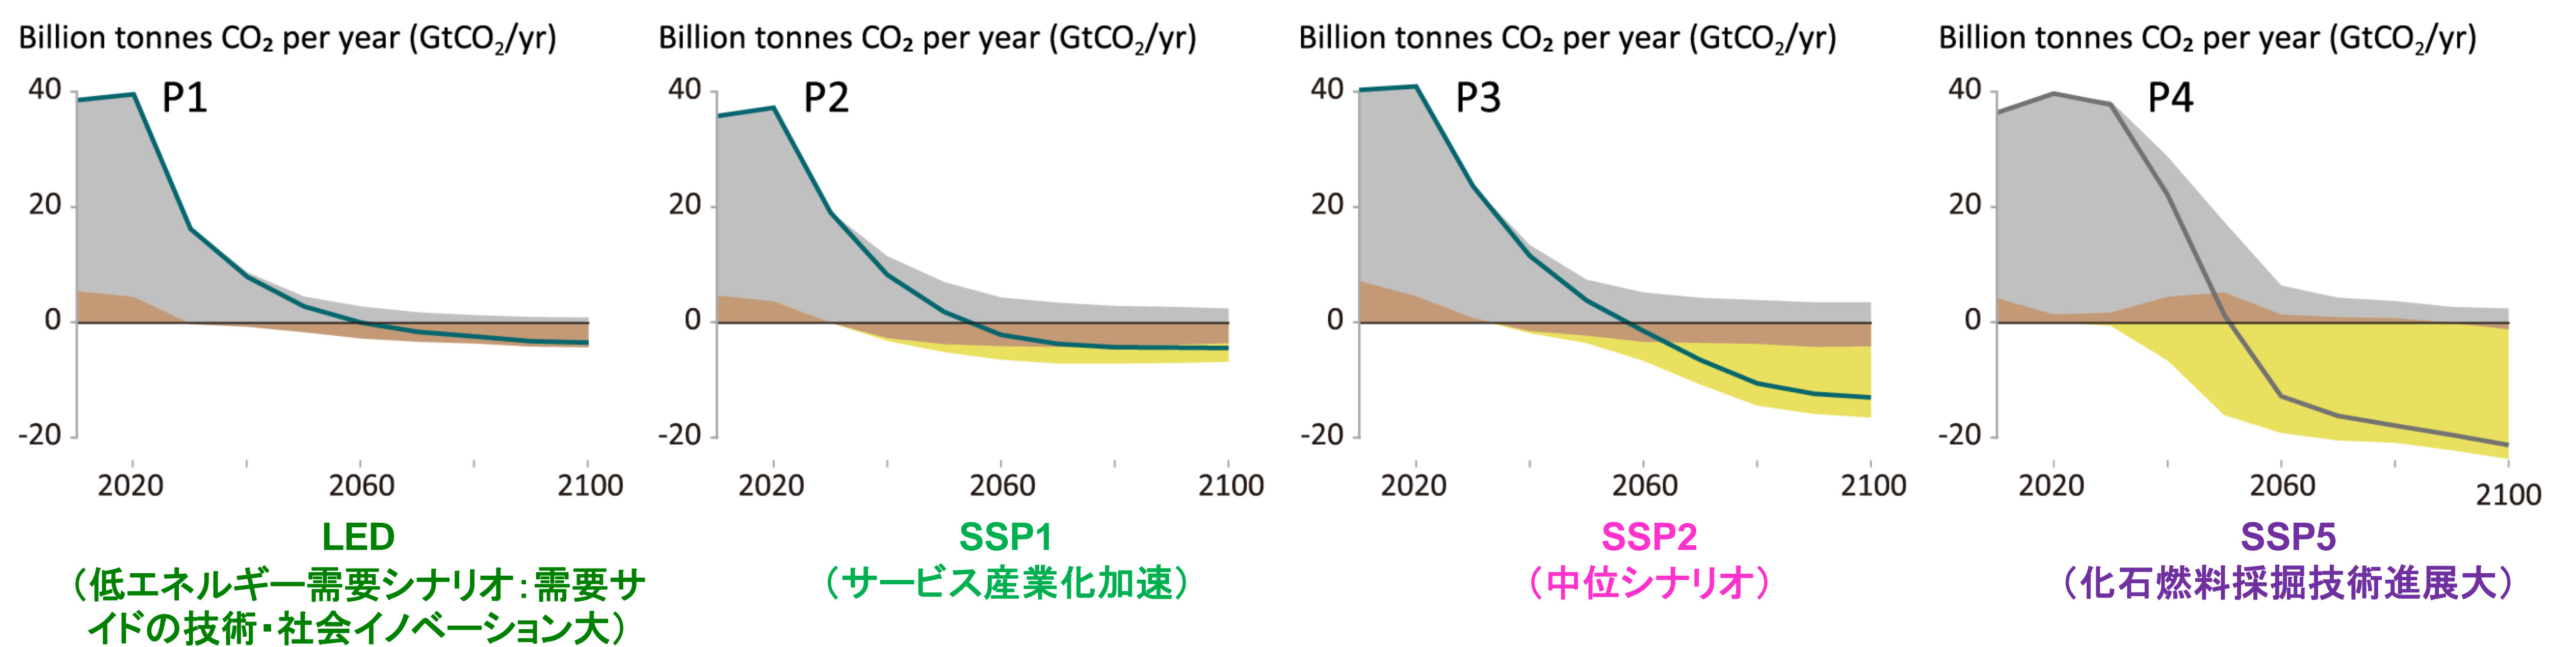 Billion tonnes CO₂ per year (GtCO₂/yr)
40
20
0
-20
P1
2020
2060
2100
LED
（低エネルギー需要シナリオ：需要サ
イドの技術・社会イノベーション大）
Billion tonnes CO₂ per year (GtCO₂/yr)
40
20
0
-20
P2
2020
2060
2100
SSP1
（サービス産業化加速）
Billion tonnes CO₂ per year (GtCO₂/yr)
40
20
0
-20
P3
2020
2060
2100
SSP2
（中位シナリオ）
Billion tonnes CO₂ per year (GtCO₂/yr)
40
20
0
-20
P4
2020
2060
2100
SSP5
（化石燃料採掘技術進展大）